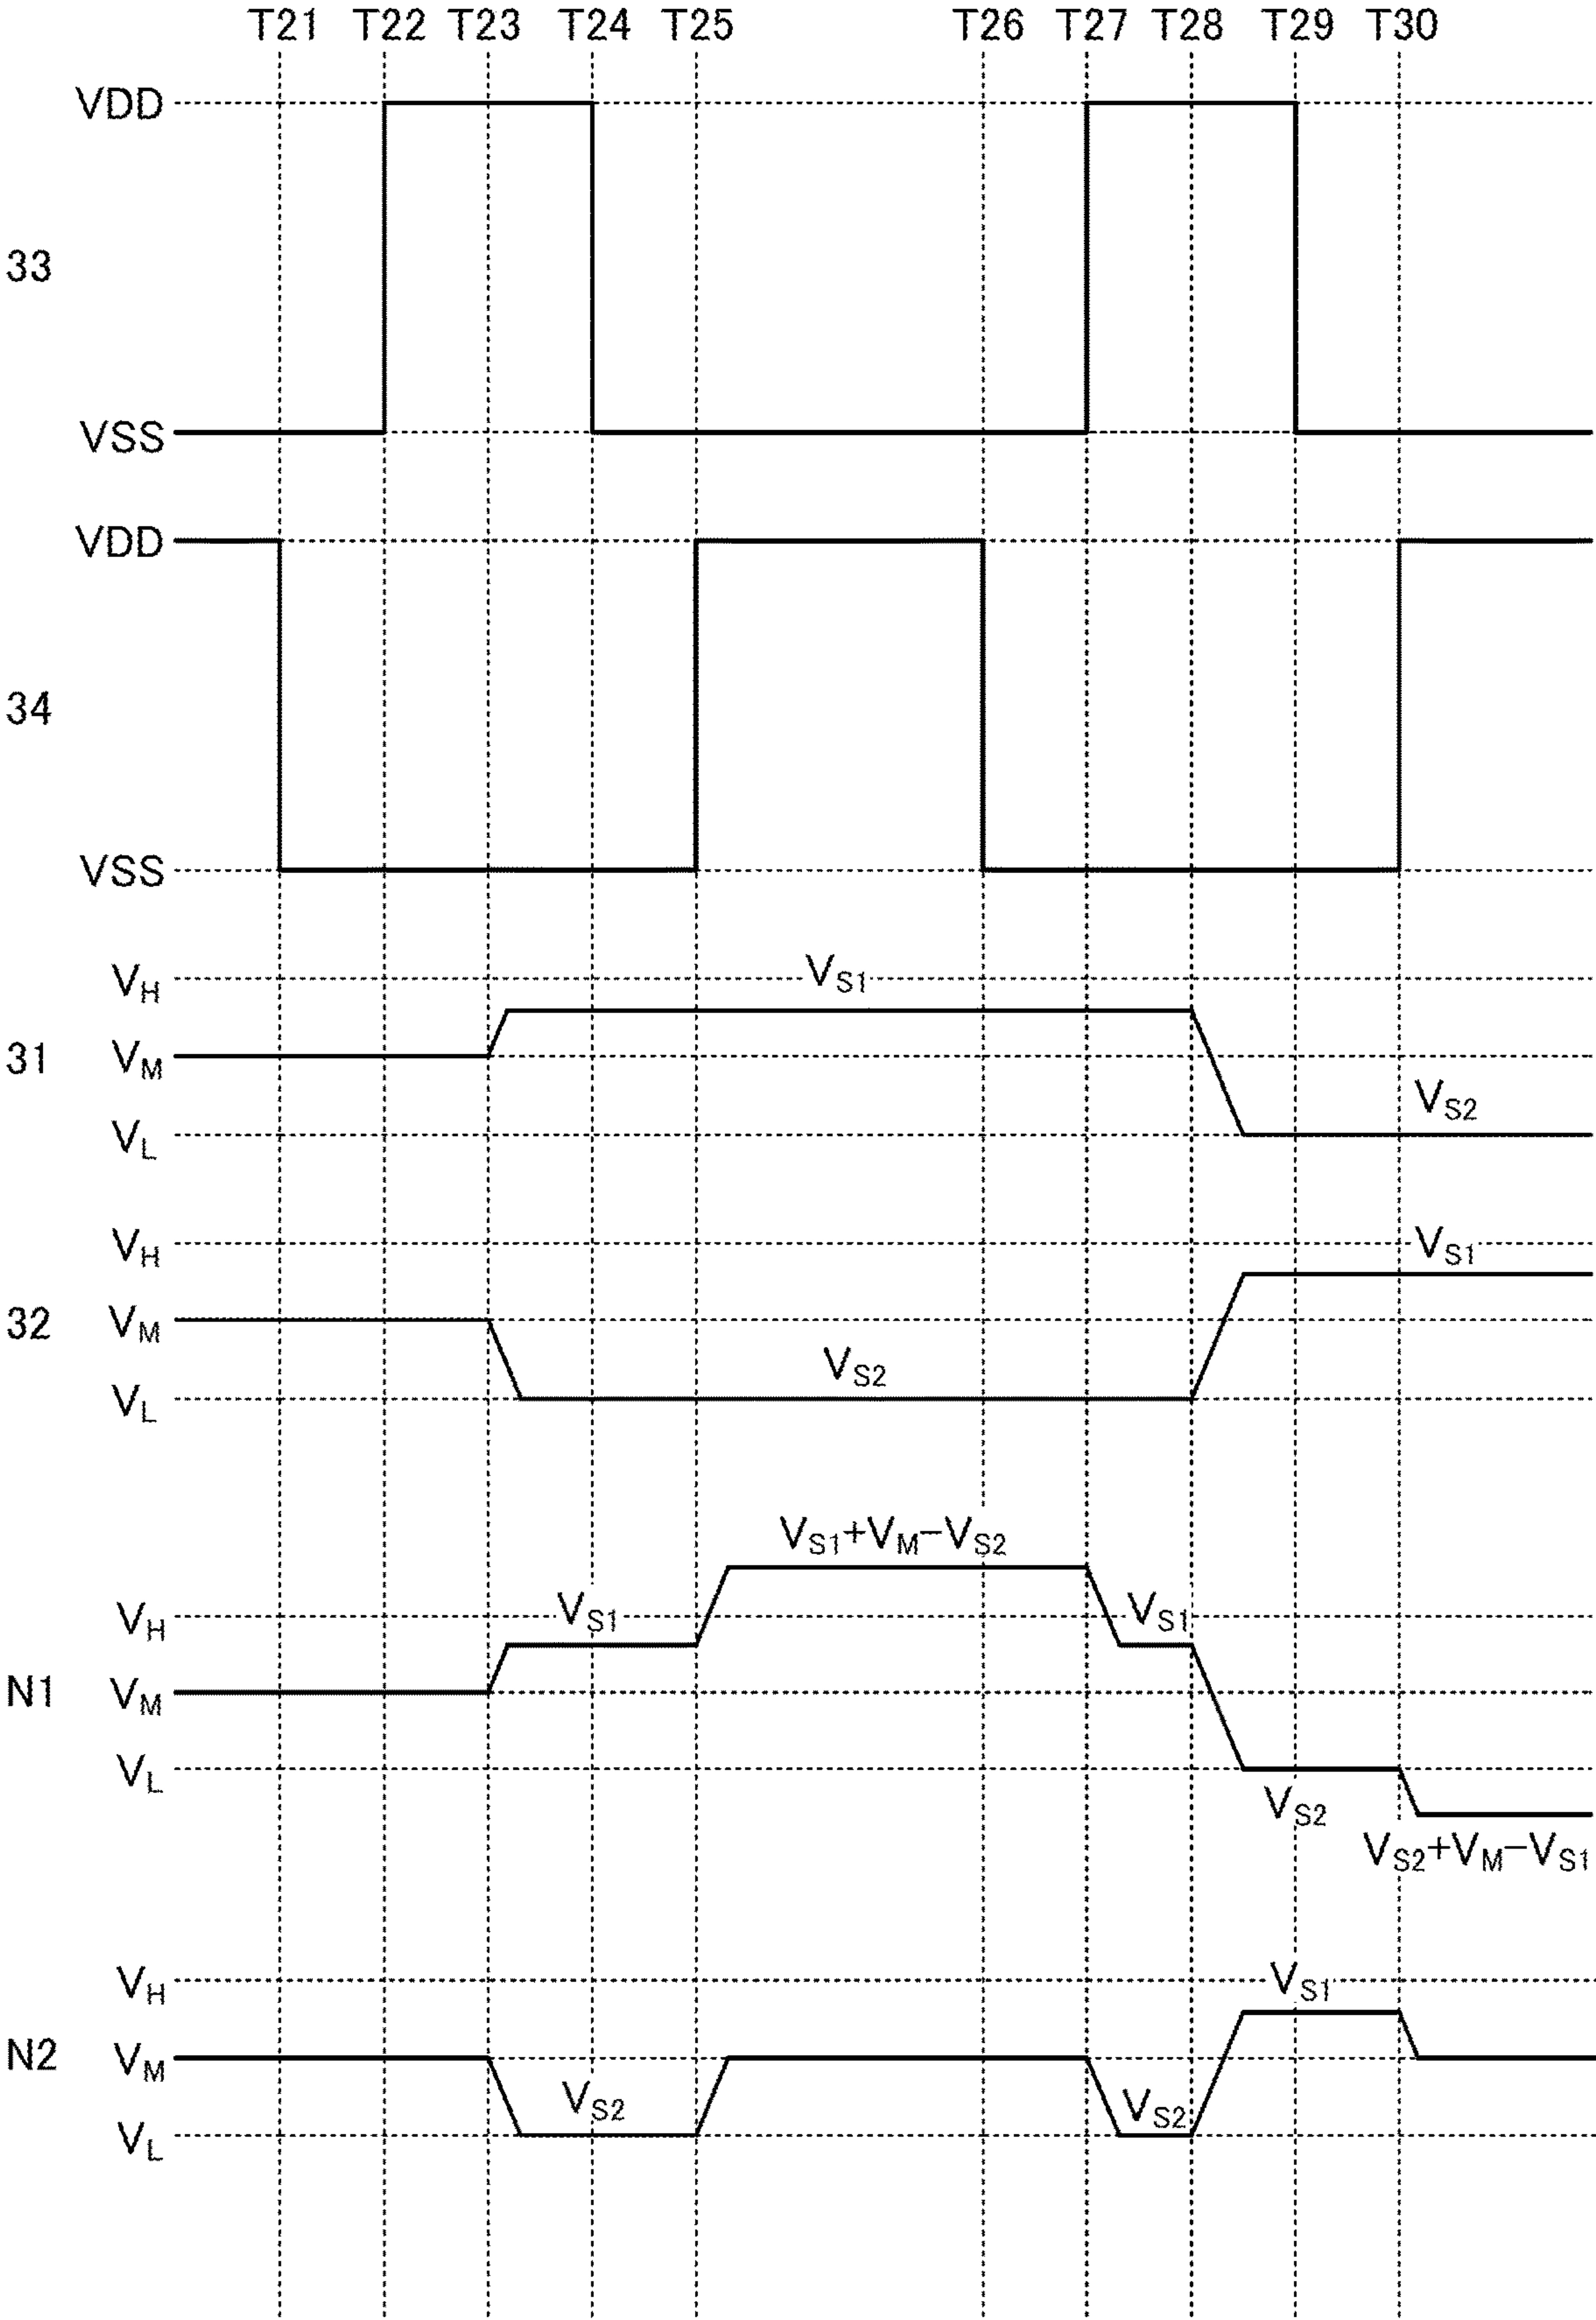 T21 T22 T23 T24 T25 T26 T27 T28 T29 T30
VDD
33
VSS
VDD
34
VSS
VH VS1
31 VM
VS2
VL
VH VS1
32 VM
VS2
VL
VS1+VM−VS2
VH VS1 VS1
N1 VM
VL
VS2
VS2+VM−VS1
VH VS1
N2 VM
VS2 VS2
VL